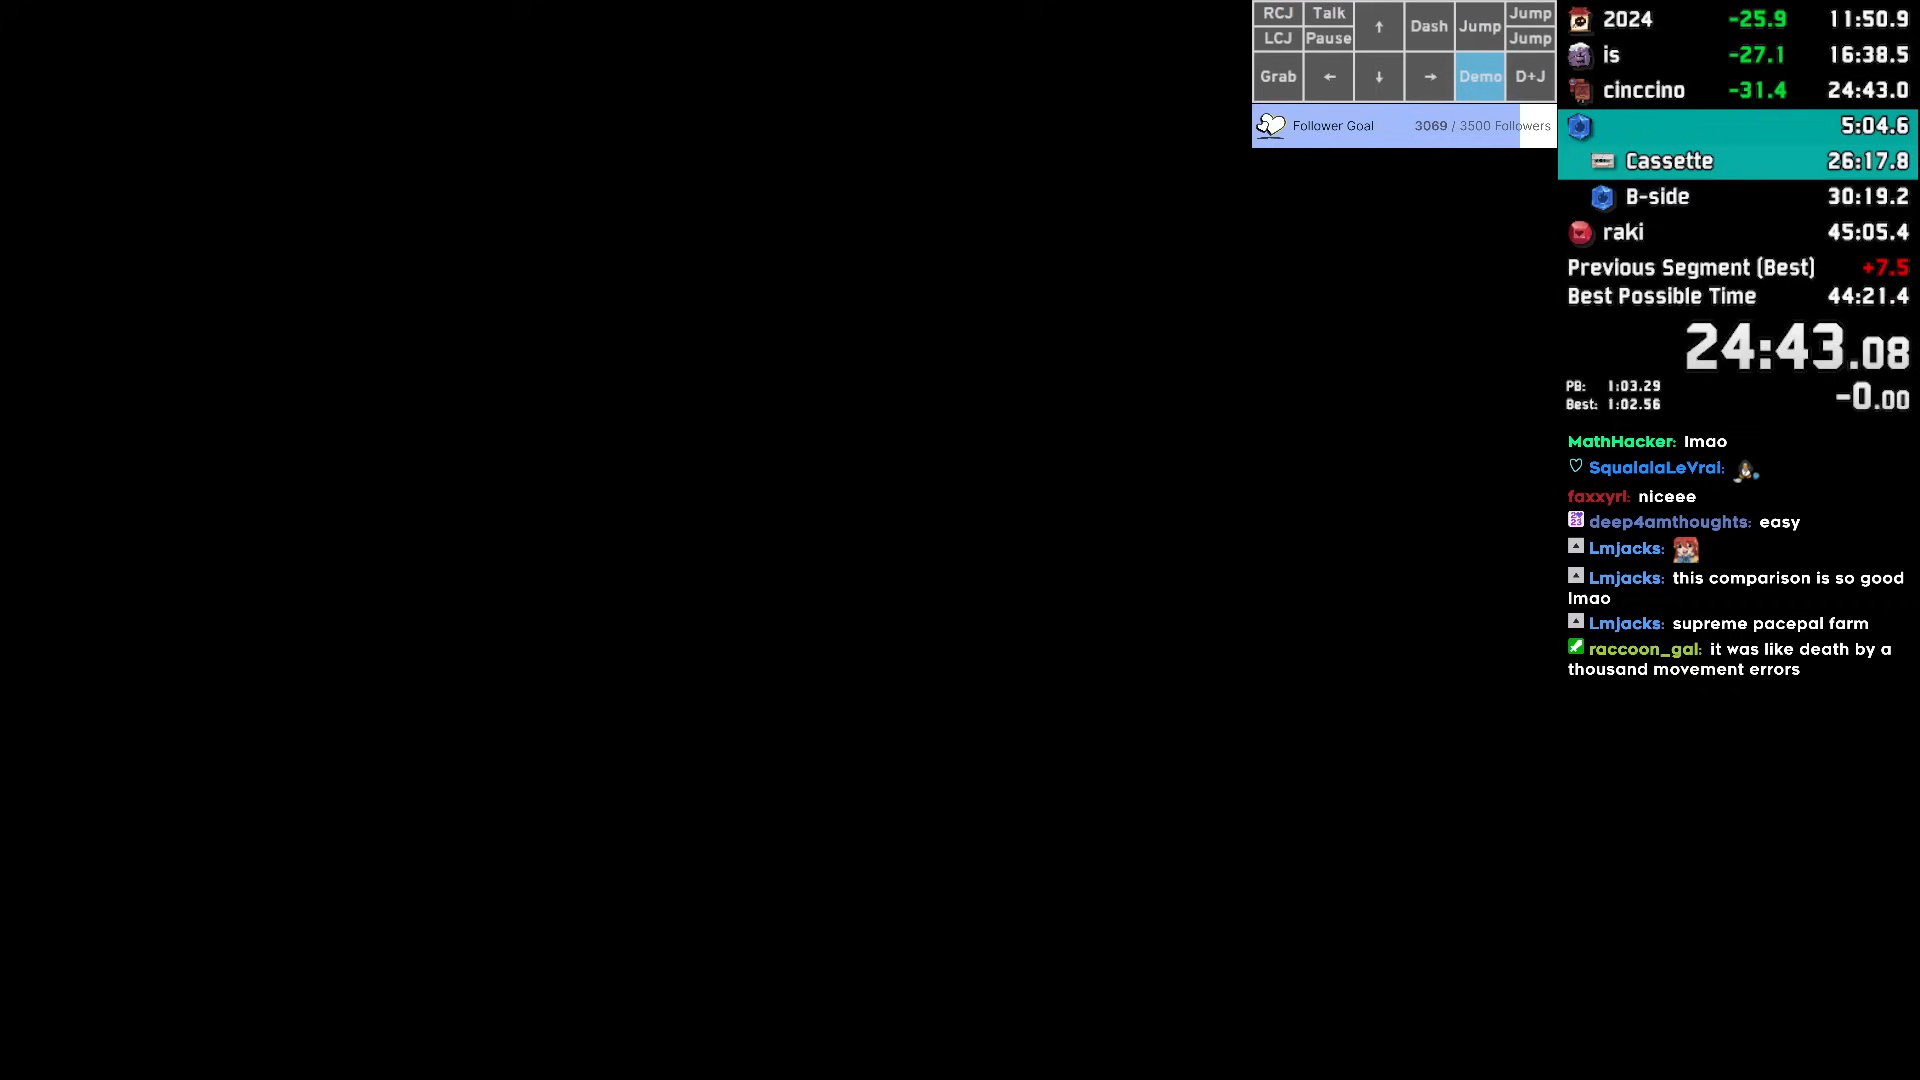 RCJ Talk ↑ Dash Jump Jump
LCJ Pause Jump
Grab ← ↓ → Demo D+J
Follower Goal 3069 / 3500 Followers
2024 -25.9 11:50.9
is -27.1 16:38.5
cinccino -31.4 24:43.0
5:04.6
Cassette 26:17.8
B-side 30:19.2
raki 45:05.4
Previous Segment (Best) +7.5
Best Possible Time 44:21.4
24:43.08
PB: 1:03.29
Best: 1:02.56
-0.00
MathHacker: lmao
SqualalaLeVrai:
faxxyrl: niceee
deep4amthoughts: easy
Lmjacks:
Lmjacks: this comparison is so good
lmao
Lmjacks: supreme pacepal farm
raccoon_gal: it was like death by a
thousand movement errors